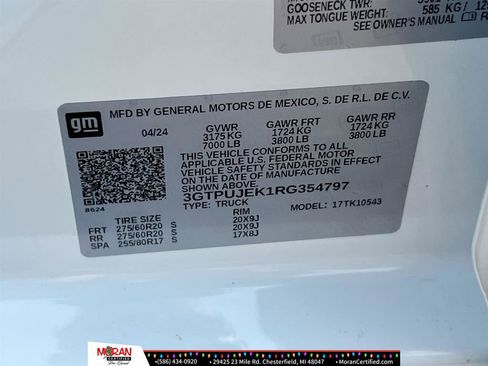 GOOSENECK TWR:
MAX TONGUE WEIGHT: 585 KG /
SEE OWNER'S MANUAL
gm
MFD BY GENERAL MOTORS DE MEXICO, S. DE R.L. DE C.V.
04/24 GVWR GAWR FRT GAWR RR
3175 KG 1724 KG 1724 KG
7000 LB 3800 LB 3800 LB
THIS VEHICLE CONFORMS TO ALL
APPLICABLE U.S. FEDERAL MOTOR
VEHICLE SAFETY STANDARDS IN EFFECT
ON THE DATE OF MANUFACTURE SHOWN ABOVE.
3GTPUJEK1RG354797
TYPE: TRUCK MODEL: 17TK10543
8624
TIRE SIZE RIM
FRT 275/60R20 S 20X9J
RR 275/60R20 S 20X9J
SP 255/80R17 S 17X8J
MORAN
(586) 434-0920 • 29425 23 Mile Rd. Chesterfield, MI 48047 • MoranCertified.com